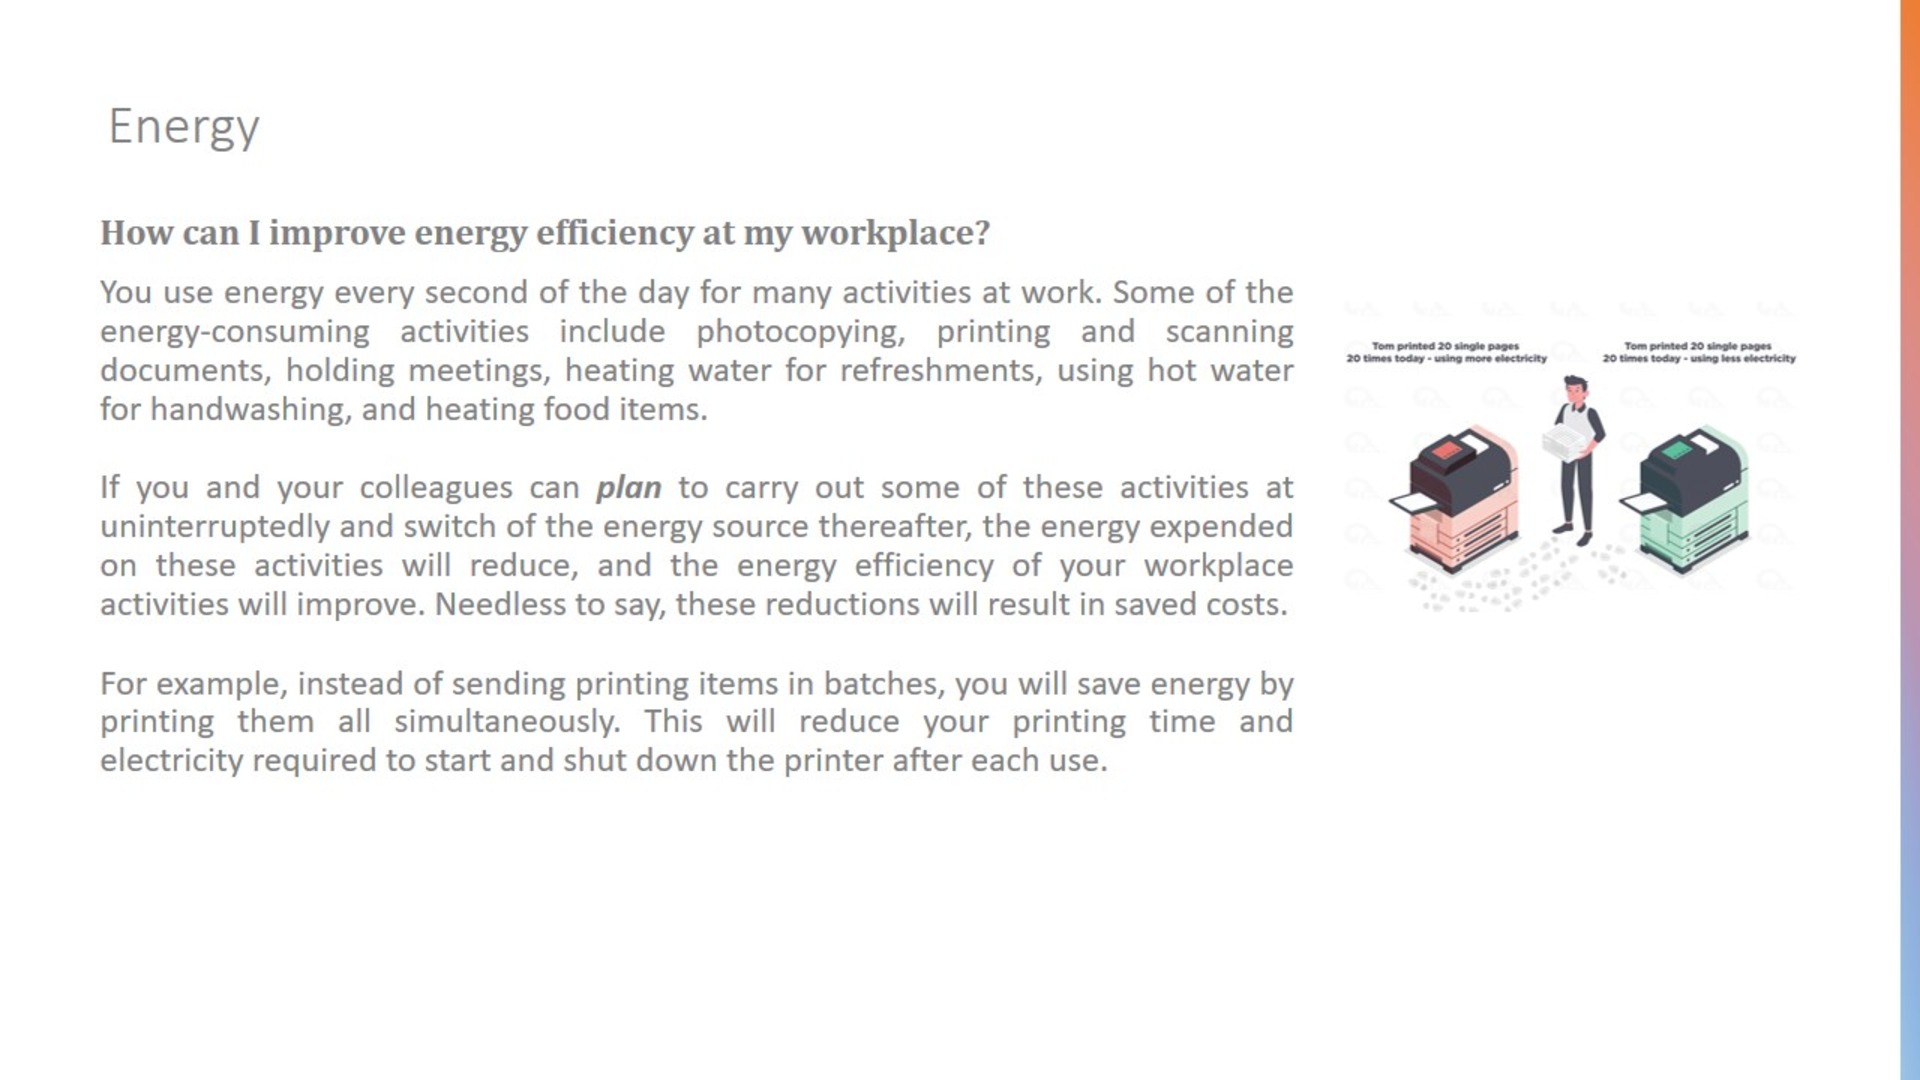 Energy
How can I improve energy efficiency at my workplace?
You use energy every second of the day for many activities at work. Some of the
energy-consuming activities include photocopying, printing and scanning
documents, holding meetings, heating water for refreshments, using hot water
for handwashing, and heating food items.
If you and your colleagues can plan to carry out some of these activities at
uninterruptedly and switch of the energy source thereafter, the energy expended
on these activities will reduce, and the energy efficiency of your workplace
activities will improve. Needless to say, these reductions will result in saved costs.
For example, instead of sending printing items in batches, you will save energy by
printing them all simultaneously. This will reduce your printing time and
electricity required to start and shut down the printer after each use.
Tom printed 20 single pages
20 times today - using more electricity
Tom printed 20 single pages
20 times today - using less electricity